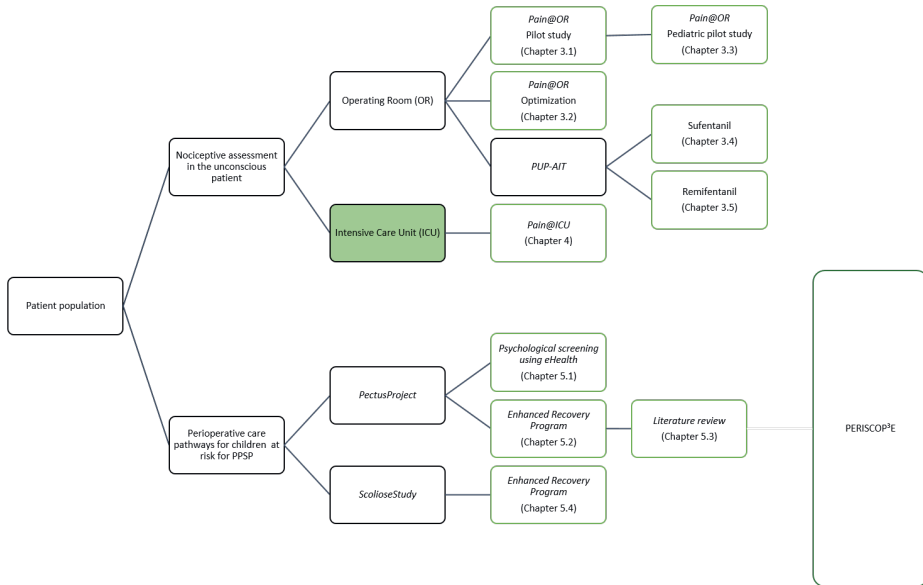 Pain@OR
Pilot study
(Chapter 3.1)
Pain@OR
Pediatric pilot study
(Chapter 3.3)
Operating Room (OR)
Pain@OR
Optimization
(Chapter 3.2)
Nociceptive assessment
in the unconscious
patient
PUP-AIT
Sufentanil
(Chapter 3.4)
Remifentanil
(Chapter 3.5)
Intensive Care Unit (ICU)
Pain@ICU
(Chapter 4)
Patient population
Psychological screening
using eHealth
(Chapter 5.1)
PectusProject
Enhanced Recovery
Program
(Chapter 5.2)
Literature review
(Chapter 5.3)
PERISCOP³E
Perioperative care
pathways for children at
risk for PPSP
ScolioseStudy
Enhanced Recovery
Program
(Chapter 5.4)